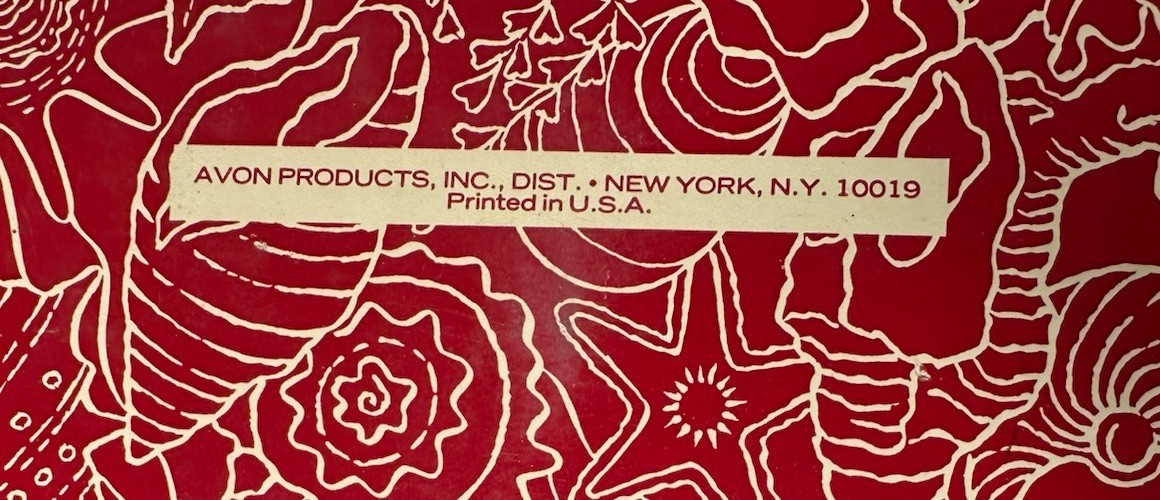 AVON PRODUCTS, INC., DIST. • NEW YORK, N.Y. 10019
Printed in U.S.A.